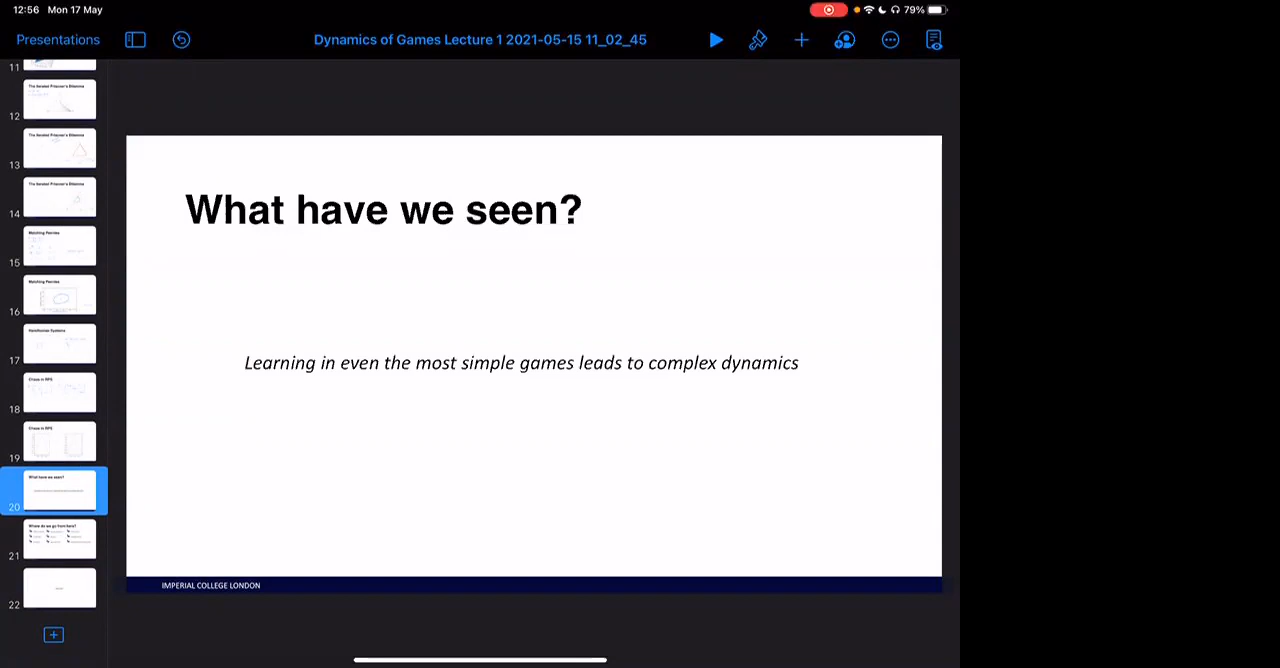 12:56 Mon 17 May
79%
Presentations
Dynamics of Games Lecture 1 2021-05-15 11_02_45
11
12
The Iterated Prisoner's Dilemma
13
The Iterated Prisoner's Dilemma
14
The Iterated Prisoner's Dilemma
15
Matching Pennies
16
Matching Pennies
17
Hamiltonian Systems
18
Chaos in RPS
19
Chaos in RPS
20
What have we seen?
21
Where do we go from here?
22
What have we seen?
Learning in even the most simple games leads to complex dynamics
IMPERIAL COLLEGE LONDON